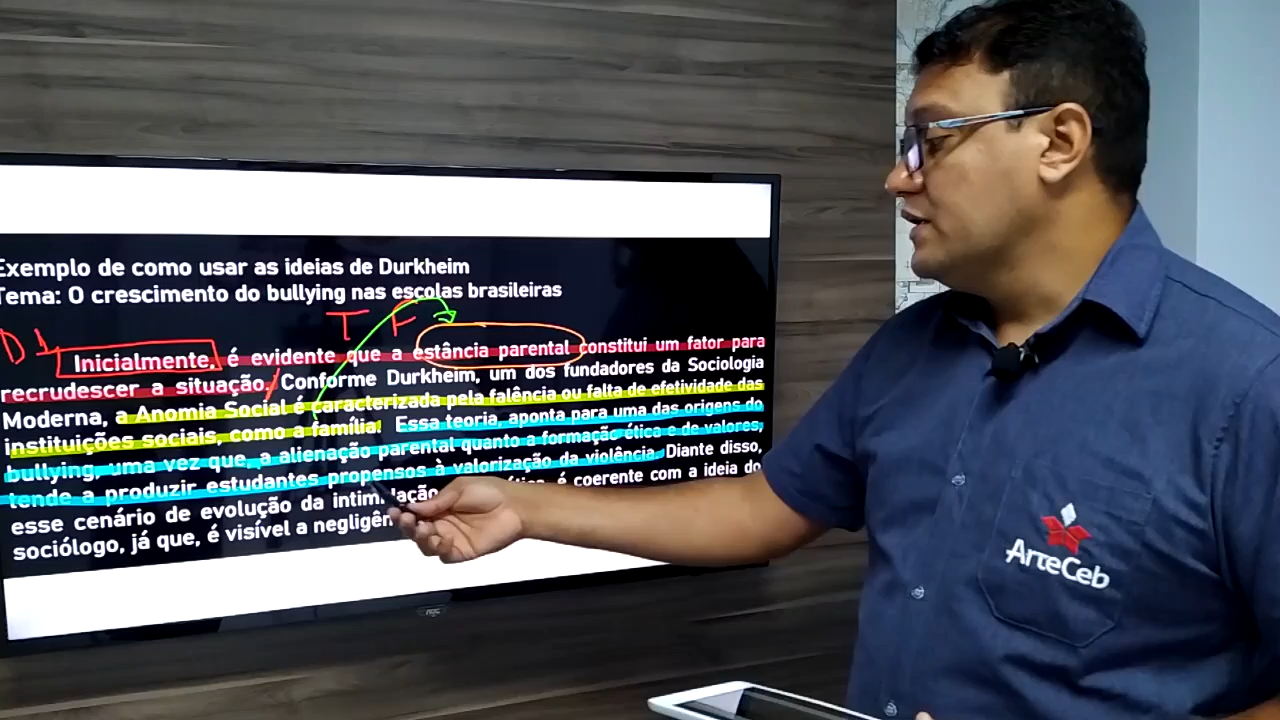 Exemplo de como usar as ideias de Durkheim
Tema: O crescimento do bullying nas escolas brasileiras
T F
D1
Inicialmente, é evidente que a estância parental constitui um fator para
recrudescer a situação. Conforme Durkheim, um dos fundadores da Sociologia
Moderna, a Anomia Social é caracterizada pela falência ou falta de efetividade das
instituições sociais, como a família. Essa teoria, aponta para uma das origens do
bullying, uma vez que, a alienação parental quanto a formação ética e de valores,
tende a produzir estudantes propensos à valorização da violência. Diante disso,
esse cenário de evolução da é coerente com a ideia do
sociólogo, já que, é visível a
AOC
ArteCeb